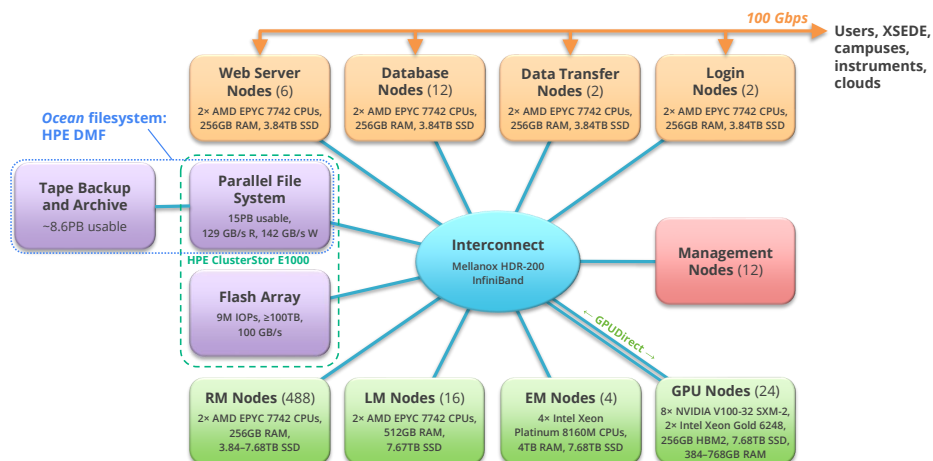 100 Gbps
Users, XSEDE,
campuses,
instruments,
clouds
Web Server
Nodes (6)
2× AMD EPYC 7742 CPUs,
256GB RAM, 3.84TB SSD
Database
Nodes (12)
2× AMD EPYC 7742 CPUs,
256GB RAM, 3.84TB SSD
Data Transfer
Nodes (2)
2× AMD EPYC 7742 CPUs,
256GB RAM, 3.84TB SSD
Login
Nodes (2)
2× AMD EPYC 7742 CPUs,
256GB RAM, 3.84TB SSD
Ocean filesystem:
HPE DMF
Tape Backup
and Archive
~8.6PB usable
Parallel File
System
15PB usable,
129 GB/s R, 142 GB/s W
HPE ClusterStor E1000
Flash Array
9M IOPs, ≥100TB,
100 GB/s
Interconnect
Mellanox HDR-200
InfiniBand
Management
Nodes (12)
← GPUDirect →
RM Nodes (488)
2× AMD EPYC 7742 CPUs,
256GB RAM,
3.84–7.68TB SSD
LM Nodes (16)
2× AMD EPYC 7742 CPUs,
512GB RAM,
7.67TB SSD
EM Nodes (4)
4× Intel Xeon
Platinum 8160M CPUs,
4TB RAM, 7.68TB SSD
GPU Nodes (24)
8× NVIDIA V100-32 SXM-2,
2× Intel Xeon Gold 6248,
256GB HBM2, 7.68TB SSD,
384–768GB RAM